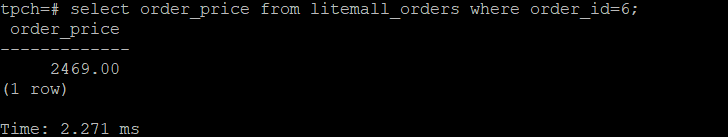 tpch=# select order_price from litemall_orders where order_id=6;
order_price
-------------
2469.00
(1 row)
Time: 2.271 ms